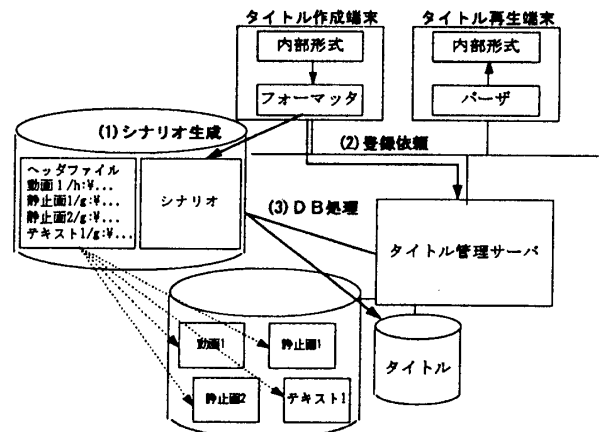 タイトル作成端末
タイトル再生端末
内部形式
内部形式
フォーマッタ
パーザ
(1)シナリオ生成
(2)登録依頼
ヘッダファイル
動画1/h:¥...
静止画1/g:¥...
静止画2/g:¥...
テキスト1/g:¥...
シナリオ
(3)DB処理
タイトル管理サーバ
動画1
静止画1
静止画2
テキスト1
タイトル